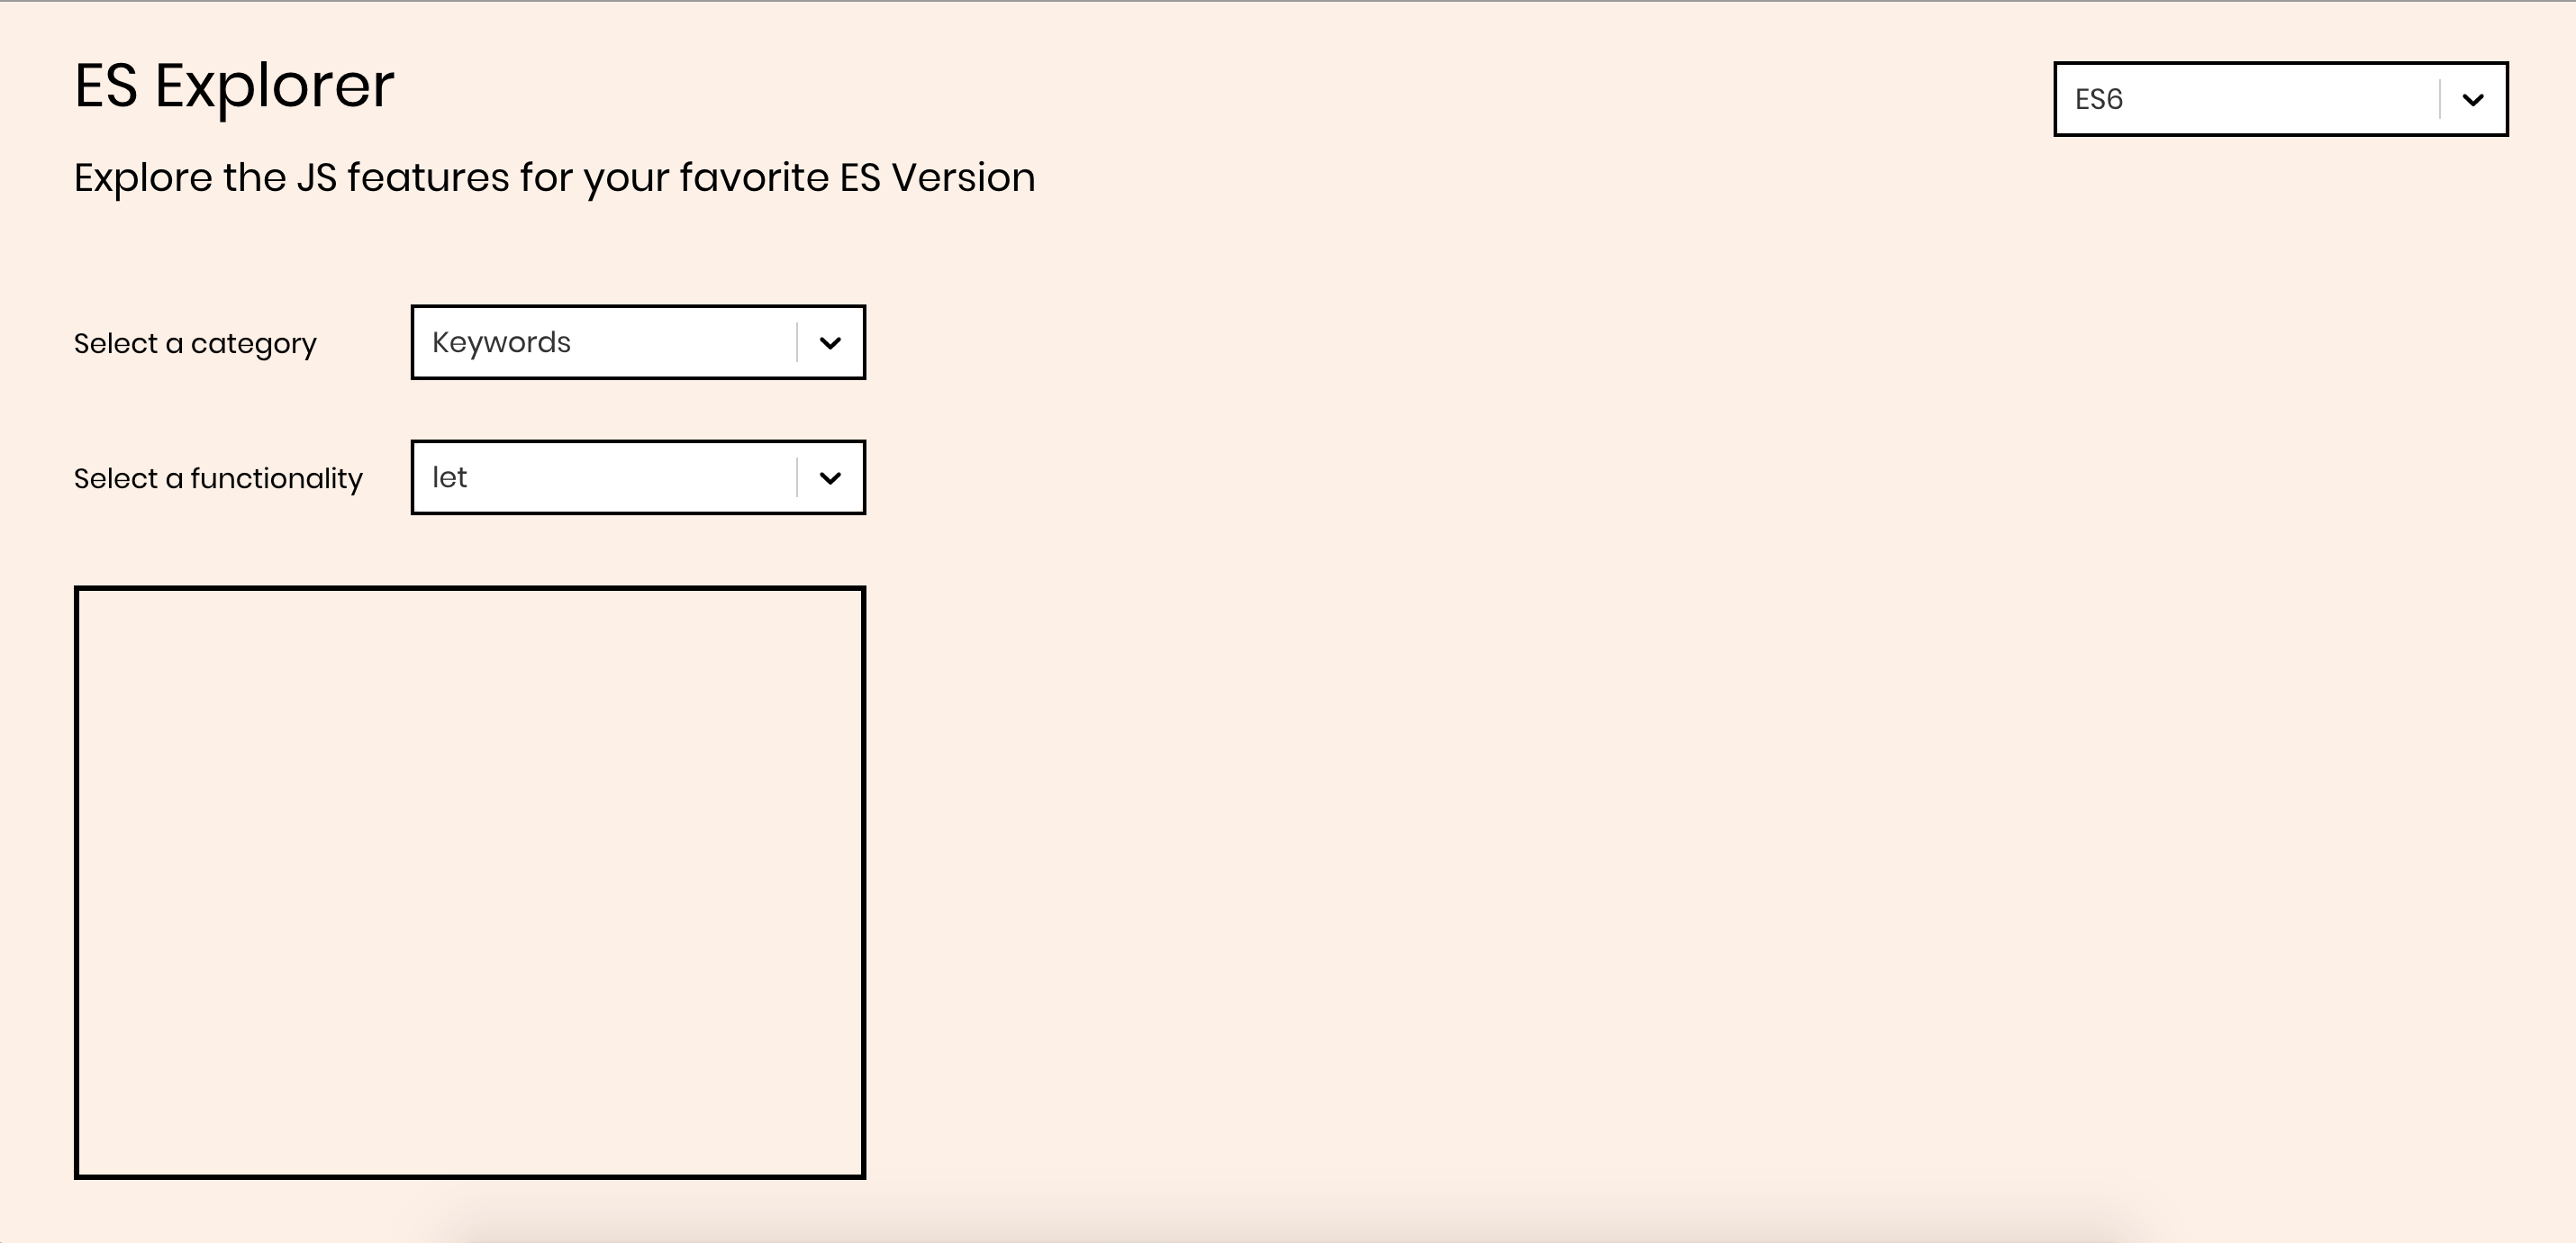 ES Explorer
ES6
Explore the JS features for your favorite ES Version
Select a category
Keywords
Select a functionality
let